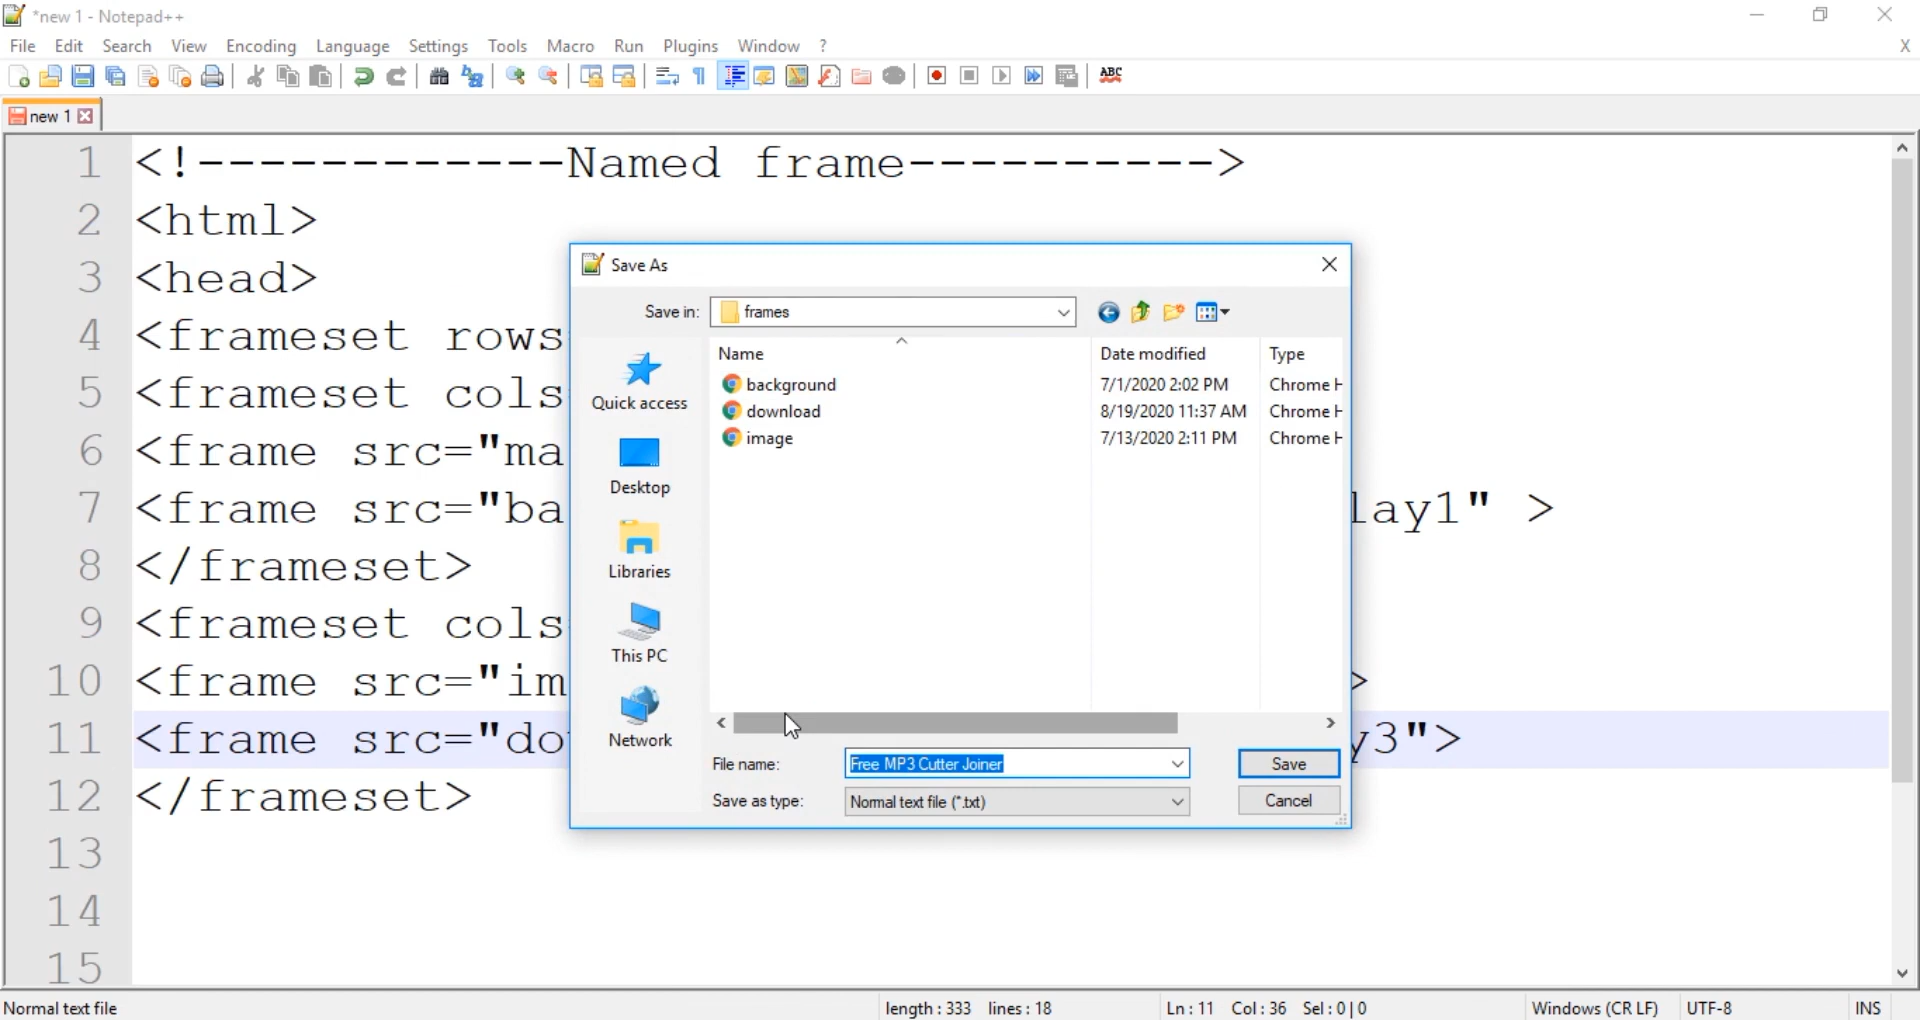 *new 1 - Notepad++
File Edit Search View Encoding Language Settings Tools Macro Run Plugins Window ? X
ABC
new 1
1 <!------------Named frame---------->
2 <html>
3 <head>
4 <frameset rows
5 <frameset cols
6 <frame src="ma
7 <frame src="ba lay1" >
8 </frameset>
9 <frameset cols
10 <frame src="im >
11 <frame src="do y3">
12 </frameset>
13
14
15
Save As
Save in: frames
Name Date modified Type
background 7/1/2020 2:02 PM Chrome H
download 8/19/2020 11:37 AM Chrome H
image 7/13/2020 2:11 PM Chrome H
Quick access
Desktop
Libraries
This PC
Network
File name: Free MP3 Cutter Joiner Save
Save as type: Normal text file (*.txt) Cancel
Normal text file length : 333 lines : 18 Ln : 11 Col : 36 Sel : 0 | 0 Windows (CR LF) UTF-8 INS